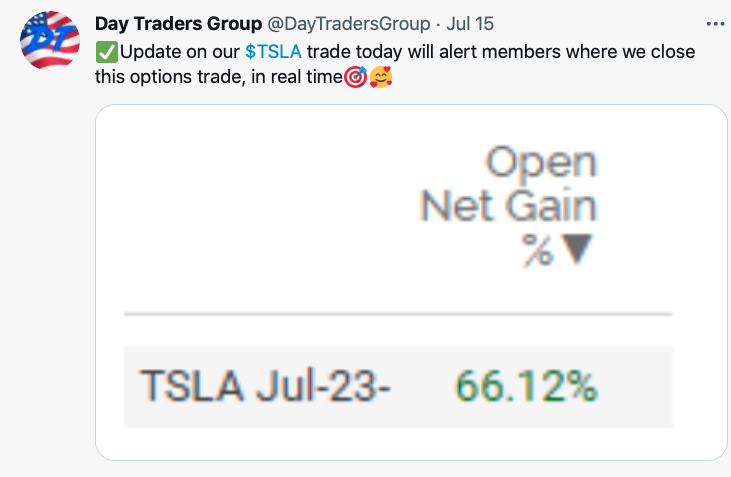 Day Traders Group @DayTradersGroup · Jul 15
✅Update on our $TSLA trade today will alert members where we close
this options trade, in real time🎯🥰
Open
Net Gain
%▼
TSLA Jul-23- 66.12%
DT